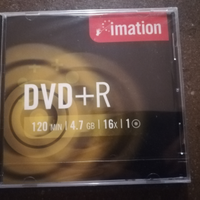 imation
DVD+R
120 MIN | 4.7 GB | 16x | 1